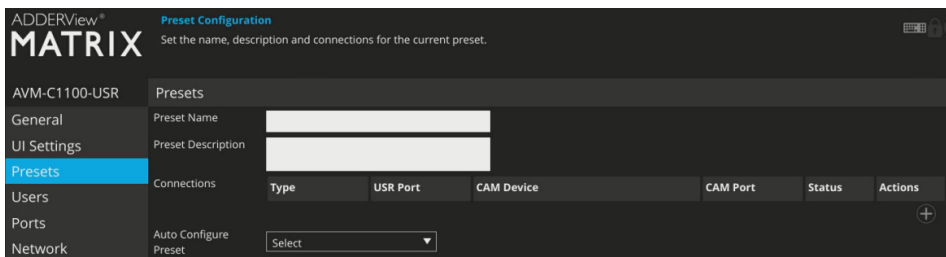 ADDERView®
MATRIX
Preset Configuration
Set the name, description and connections for the current preset.
AVM-C1100-USR
Presets
General
Preset Name
UI Settings
Preset Description
Presets
Connections
Type USR Port CAM Device CAM Port Status Actions
Users
Ports
Auto Configure
Preset
Select
Network